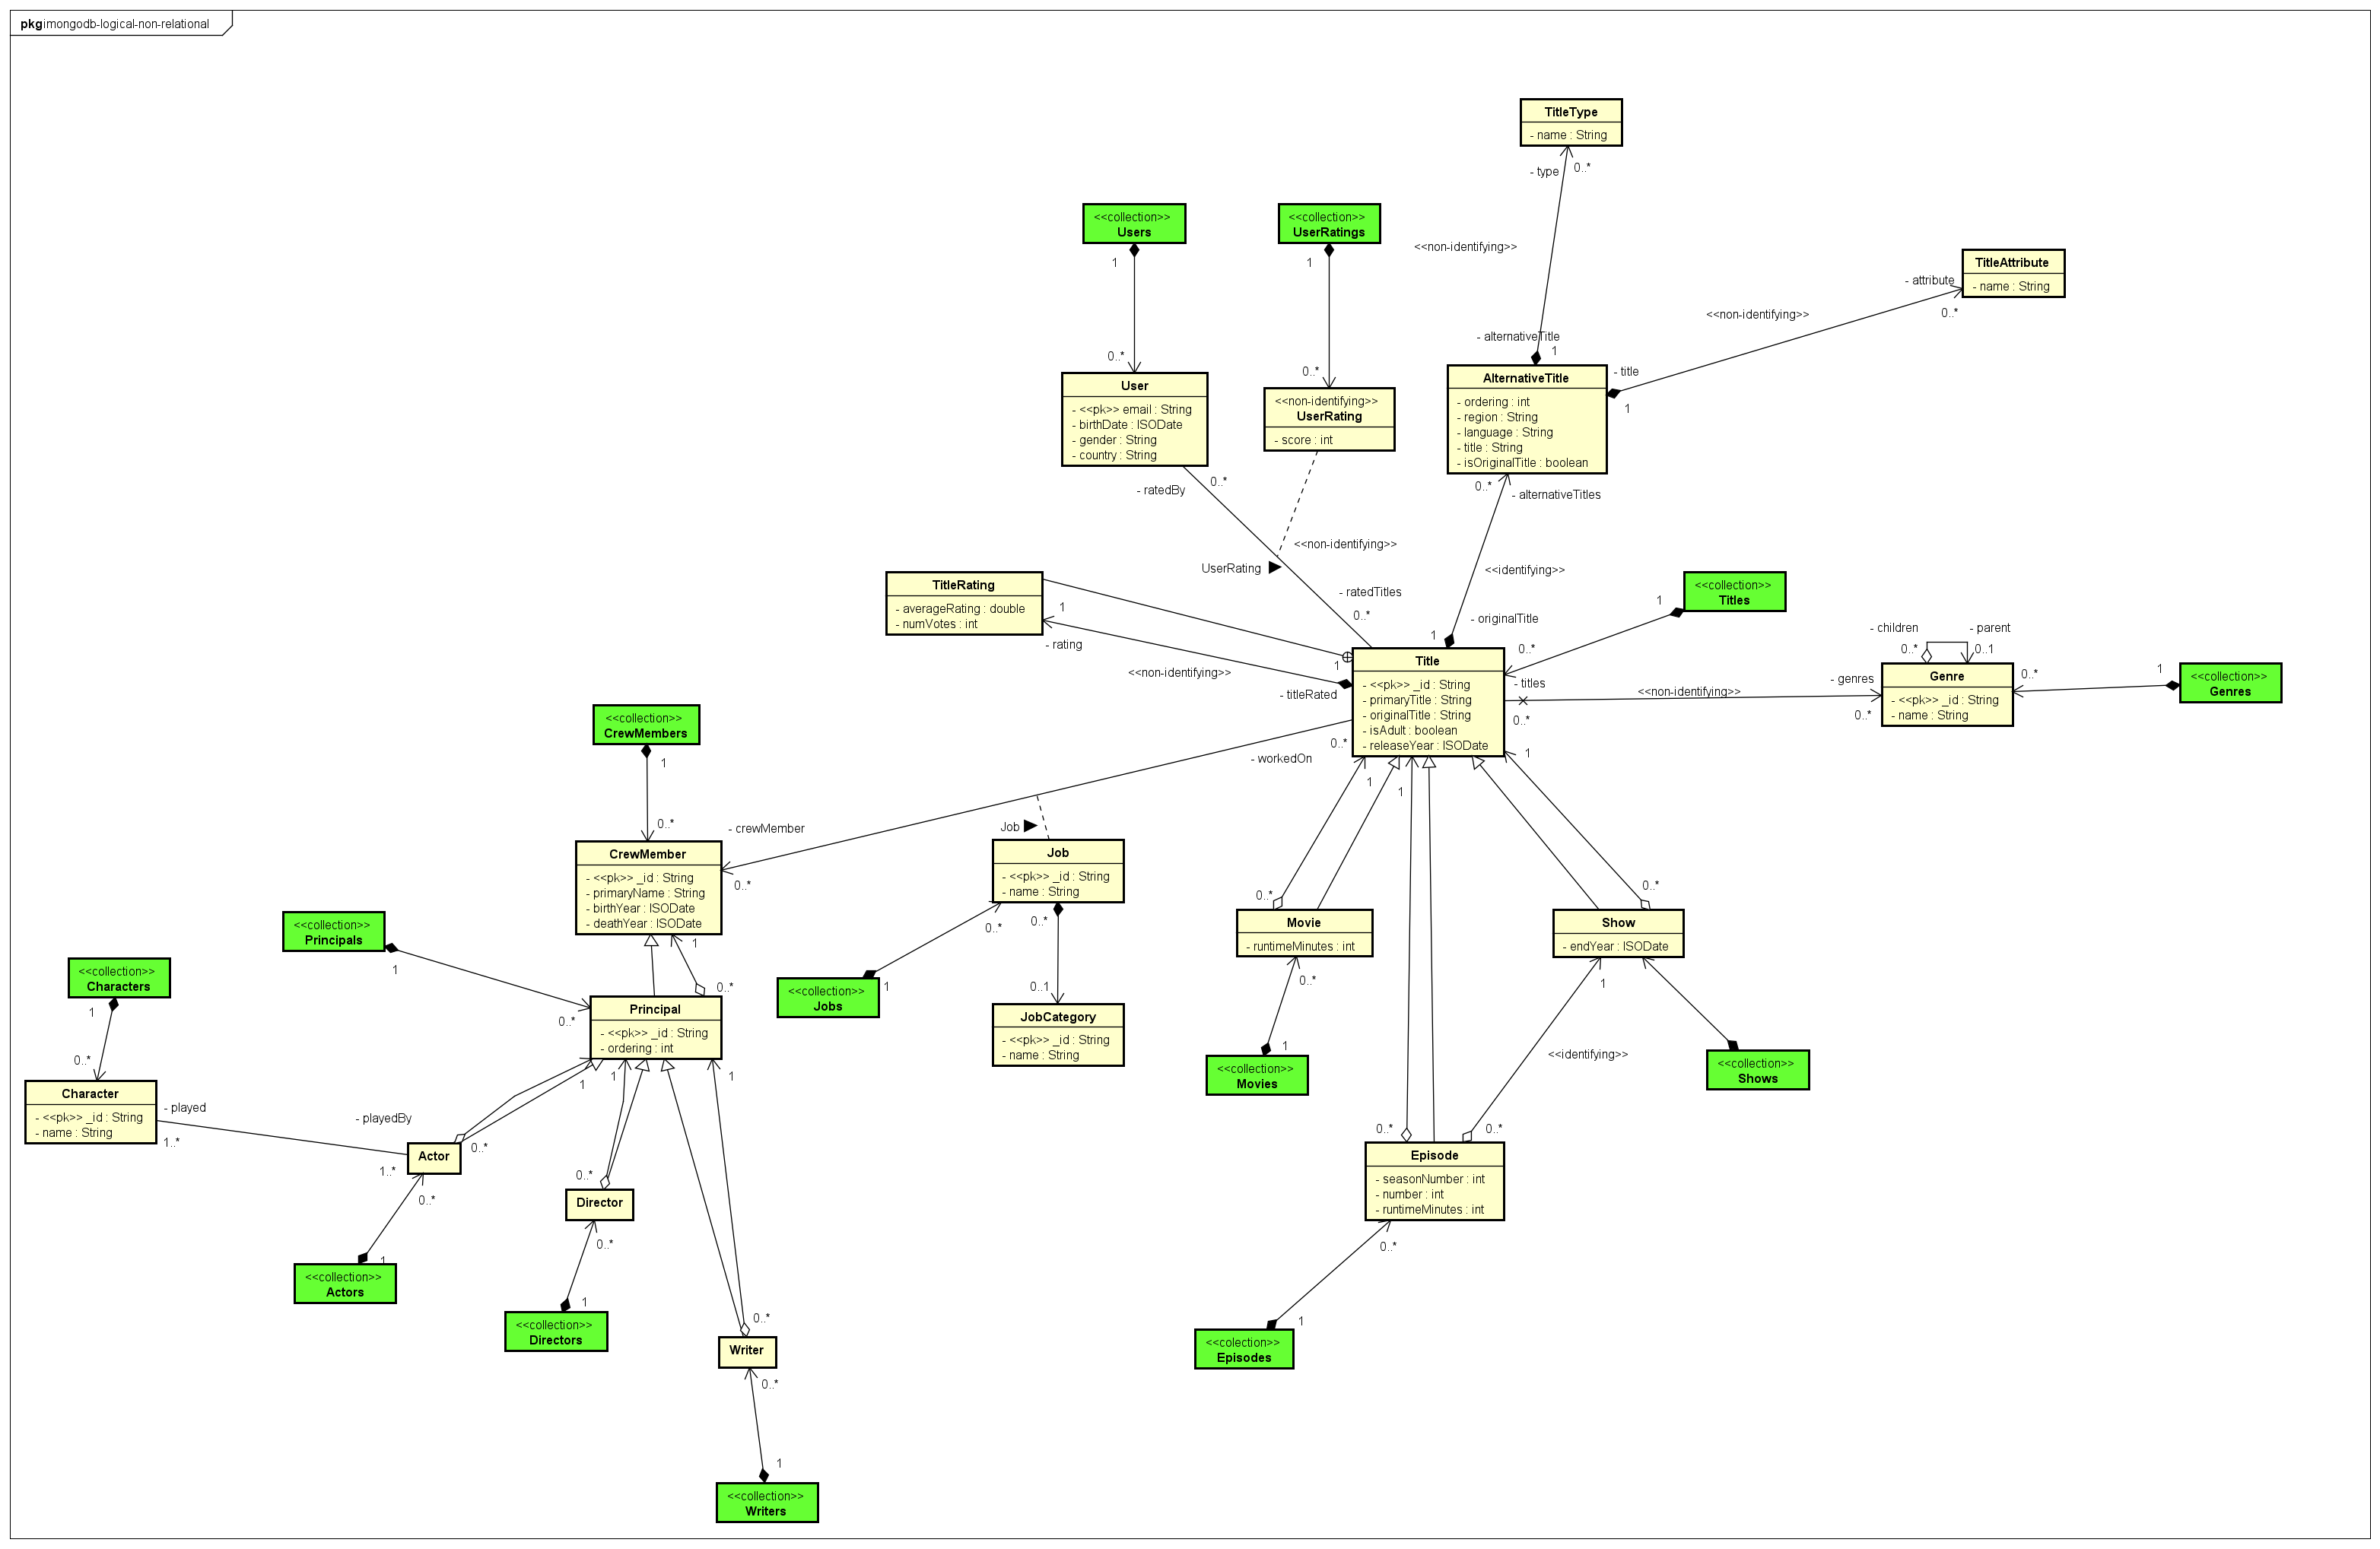 pkg imongodb-logical-non-relational
TitleType
- name : String
- type
0..*
<<non-identifying>>
- alternativeTitle
1
TitleAttribute
- name : String
- attribute
0..*
<<non-identifying>>
- title
1
<<collection>>
Users
1
0..*
<<collection>>
UserRatings
1
0..*
User
- <<pk>> email : String
- birthDate : ISODate
- gender : String
- country : String
<<non-identifying>>
UserRating
- score : int
AlternativeTitle
- ordering : int
- region : String
- language : String
- title : String
- isOriginalTitle : boolean
0..*
- alternativeTitles
- ratedBy
0..*
<<non-identifying>>
UserRating
<<identifying>>
- ratedTitles
0..*
1
- originalTitle
TitleRating
- averageRating : double
- numVotes : int
1
- rating
<<non-identifying>>
1
- titleRated
<<collection>>
Titles
1
0..*
Title
- <<pk>> _id : String
- primaryTitle : String
- originalTitle : String
- isAdult : boolean
- releaseYear : ISODate
- titles
0..*
<<non-identifying>>
- genres
0..*
- children
0..*
- parent
0..1
Genre
- <<pk>> _id : String
- name : String
0..*
1
<<collection>>
Genres
<<collection>>
CrewMembers
1
0..*
0..*
- workedOn
- crewMember
0..*
CrewMember
- <<pk>> _id : String
- primaryName : String
- birthYear : ISODate
- deathYear : ISODate
Job
Job
- <<pk>> _id : String
- name : String
0..*
0..*
0..1
<<collection>>
Jobs
1
JobCategory
- <<pk>> _id : String
- name : String
1
1
1
0..*
0..*
Movie
- runtimeMinutes : int
0..*
Show
- endYear : ISODate
1
<<collection>>
Movies
1
<<identifying>>
<<collection>>
Shows
0..*
0..*
Episode
- seasonNumber : int
- number : int
- runtimeMinutes : int
0..*
1
<<colection>>
Episodes
<<collection>>
Principals
1
0..*
1
0..*
Principal
- <<pk>> _id : String
- ordering : int
<<collection>>
Characters
1
0..*
Character
- <<pk>> _id : String
- name : String
- played
1..*
- playedBy
1..*
1
1
1
0..*
Actor
0..*
1
<<collection>>
Actors
0..*
Director
0..*
1
<<collection>>
Directors
0..*
Writer
0..*
1
<<collection>>
Writers